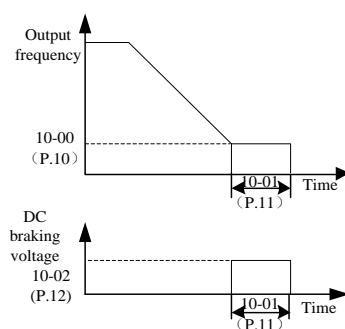 Output
frequency
10-00
（P.10）
10-01
（P.11）
Time
DC
braking
voltage
10-02
(P.12)
10-01
（P.11）
Time